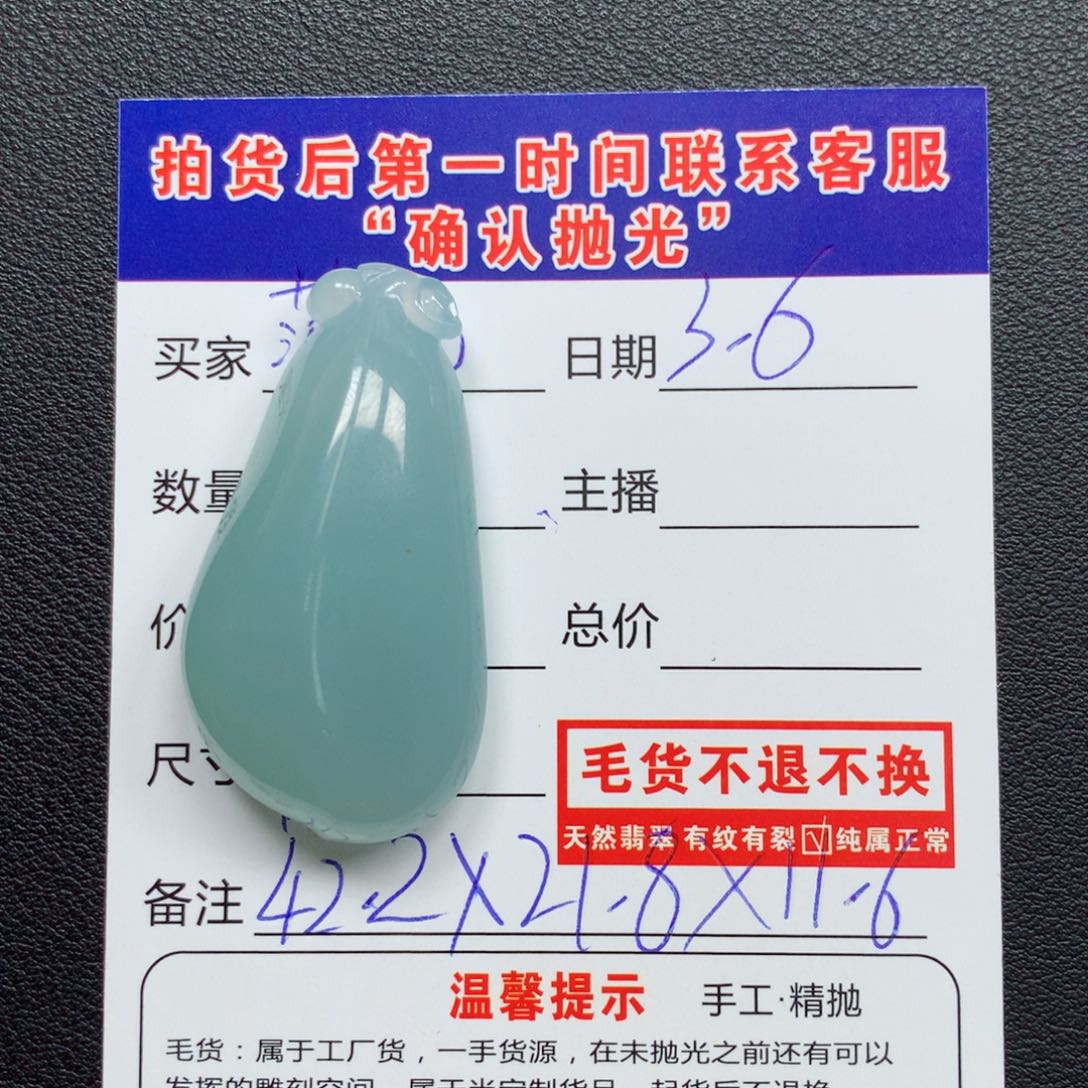 拍货后第一时间联系客服
“确认抛光”
买家 日期 3.6
数量 主播
价 总价
尺寸
毛货不退不换
天然翡翠 有纹有裂 ☑ 纯属正常
备注 42.2X21.8X11.6
温馨提示 手工·精抛
毛货：属于工厂货，一手货源，在未抛光之前还有可以